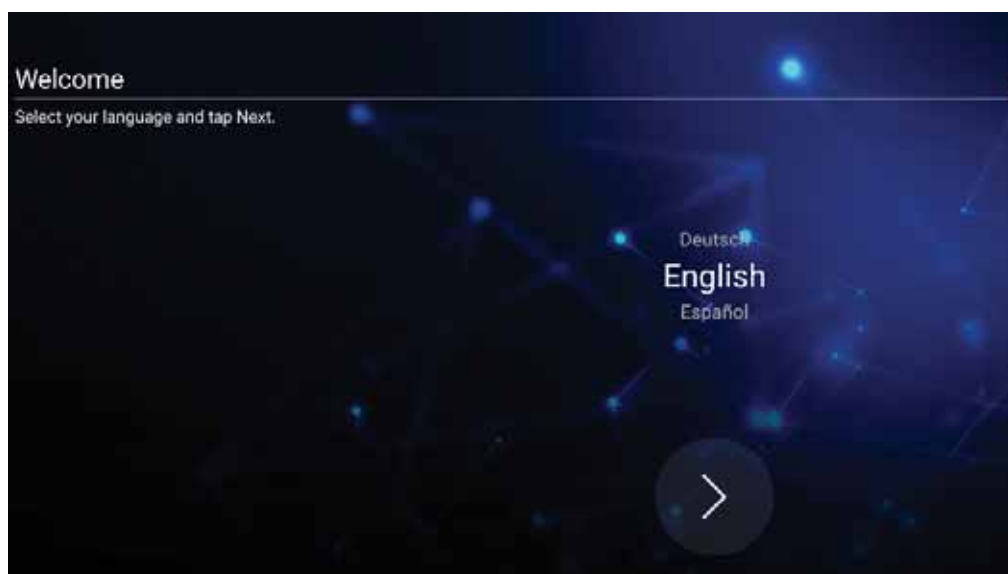 Welcome
Select your language and tap Next.
Deutsch
English
Español